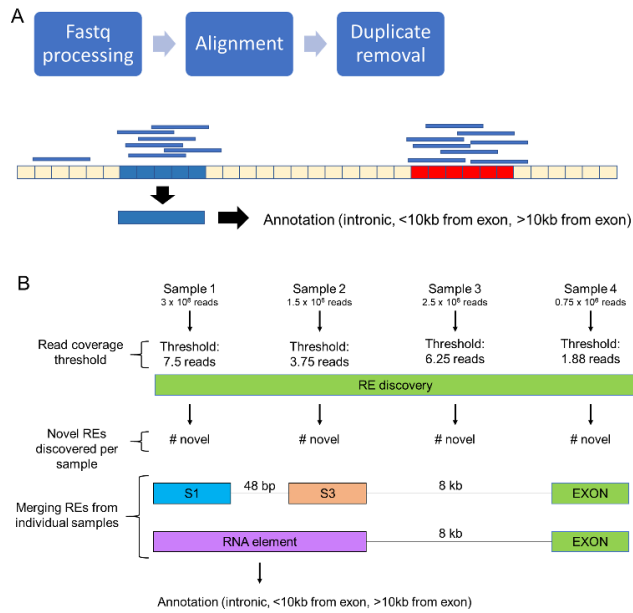 A
Fastq processing
Alignment
Duplicate removal
Annotation (intronic, <10kb from exon, >10kb from exon)
B
Sample 1
3 x 10⁶ reads
Sample 2
1.5 x 10⁶ reads
Sample 3
2.5 x 10⁶ reads
Sample 4
0.75 x 10⁶ reads
Read coverage threshold
Threshold:
7.5 reads
Threshold:
3.75 reads
Threshold:
6.25 reads
Threshold:
1.88 reads
RE discovery
Novel REs discovered per sample
# novel
# novel
# novel
# novel
Merging REs from individual samples
S1
48 bp
S3
8 kb
EXON
RNA element
8 kb
EXON
Annotation (intronic, <10kb from exon, >10kb from exon)